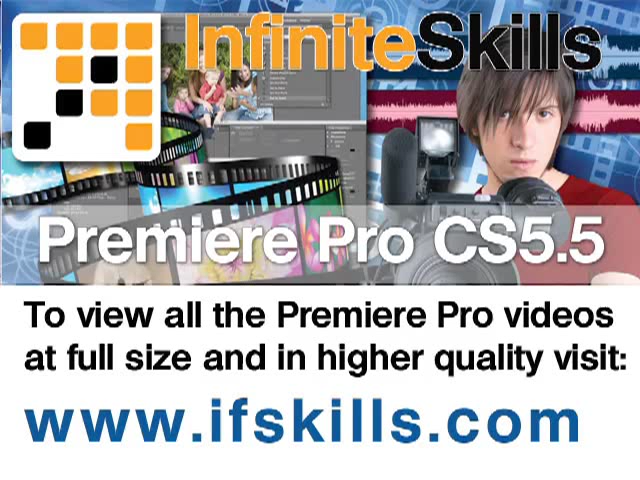 InfiniteSkills
Premiere Pro CS5.5
To view all the Premiere Pro videos
at full size and in higher quality visit:
www.ifskills.com